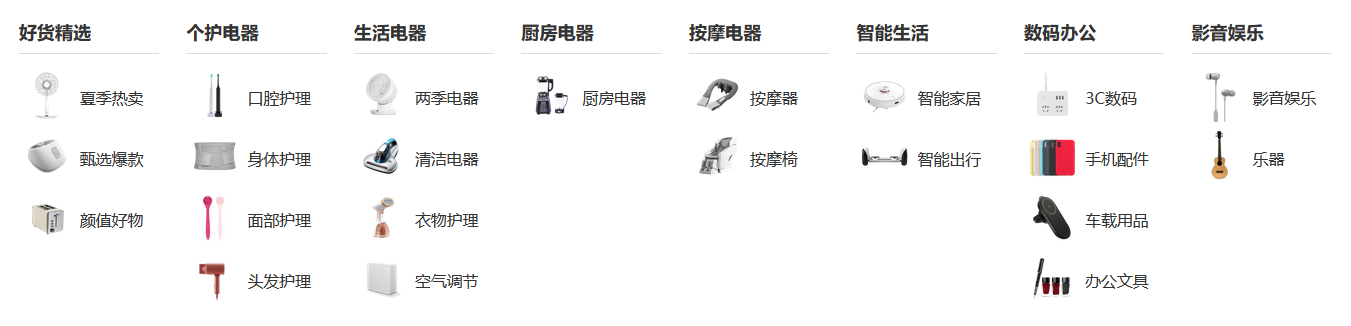 好货精选
夏季热卖
甄选爆款
颜值好物
个护电器
口腔护理
身体护理
面部护理
头发护理
生活电器
两季电器
清洁电器
衣物护理
空气调节
厨房电器
厨房电器
按摩电器
按摩器
按摩椅
智能生活
智能家居
智能出行
数码办公
3C数码
手机配件
车载用品
办公文具
影音娱乐
影音娱乐
乐器